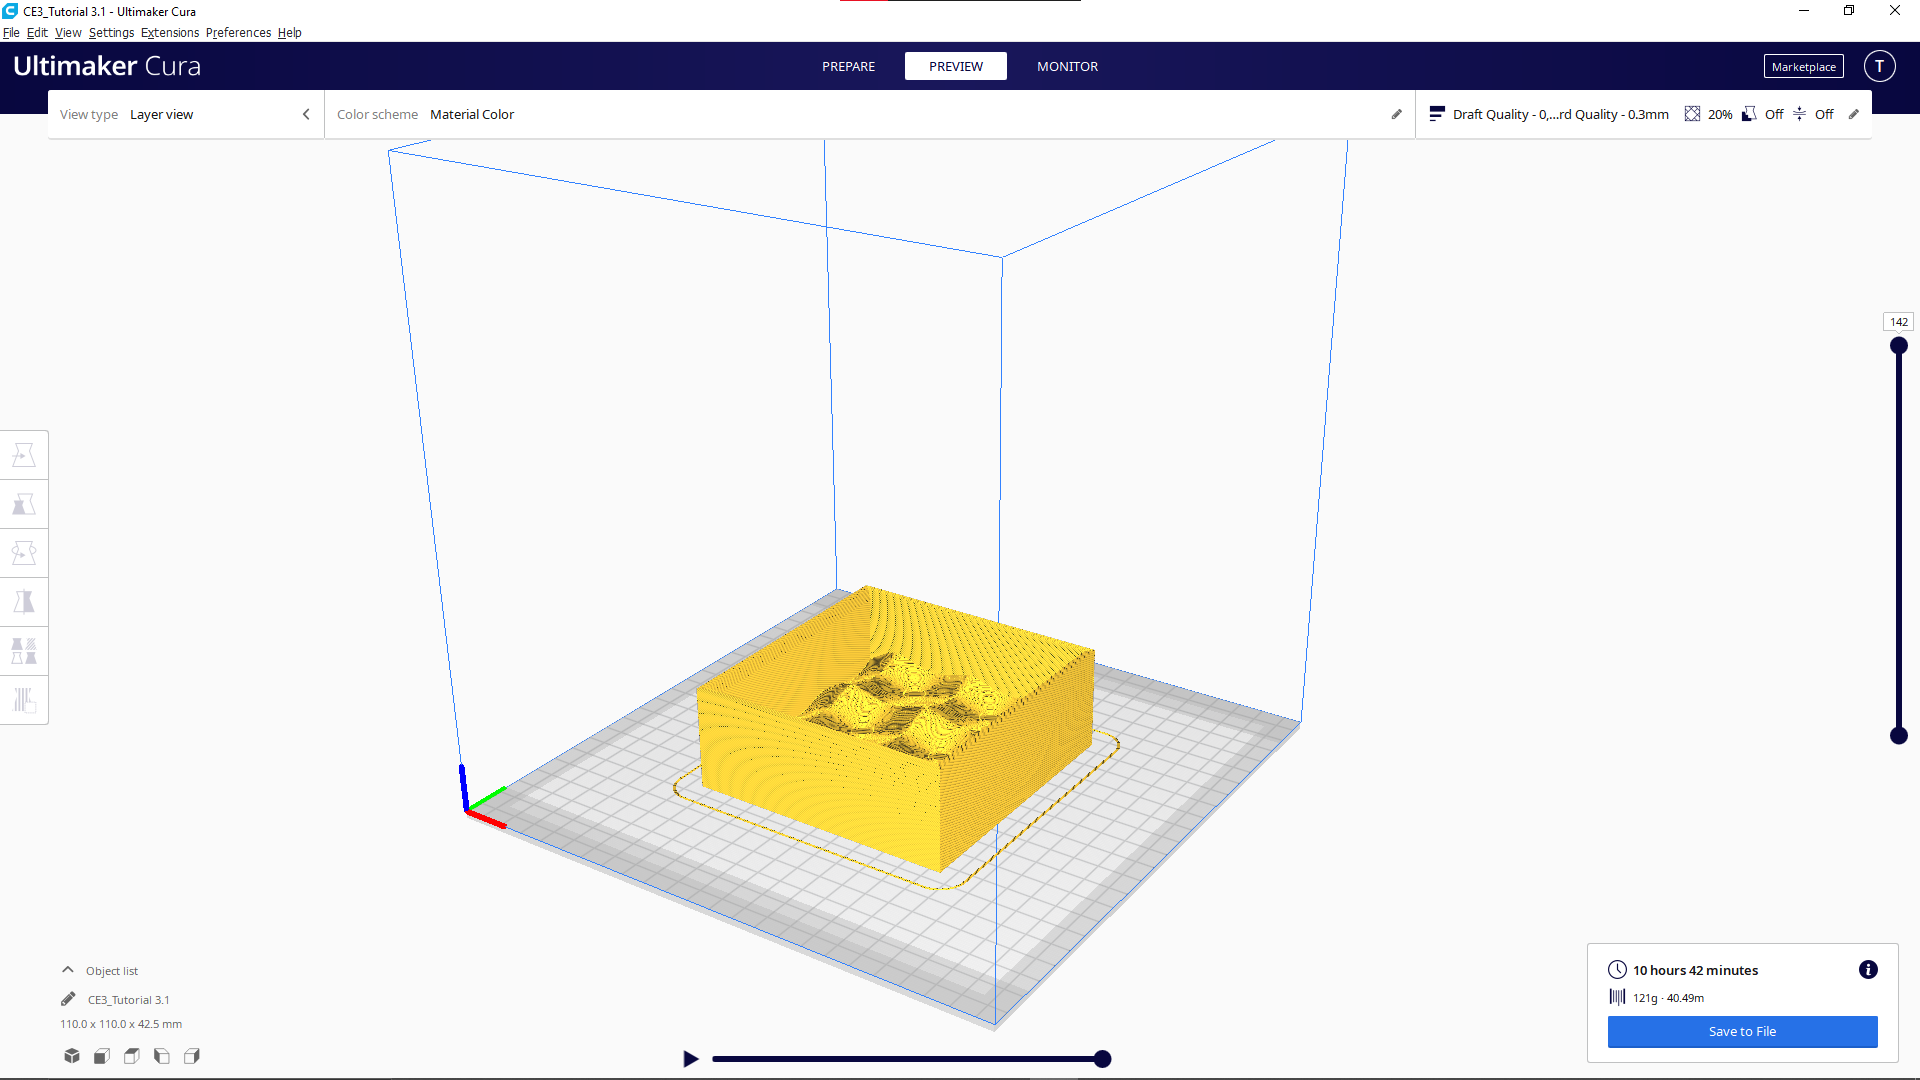 CE3_Tutorial 3.1 - Ultimaker Cura
File Edit View Settings Extensions Preferences Help
Ultimaker Cura
PREPARE
PREVIEW
MONITOR
Marketplace
T
View type Layer view
Color scheme Material Color
Draft Quality - 0,...rd Quality - 0.3mm
20%
Off
Off
142
Object list
CE3_Tutorial 3.1
110.0 x 110.0 x 42.5 mm
10 hours 42 minutes
121g · 40.49m
Save to File